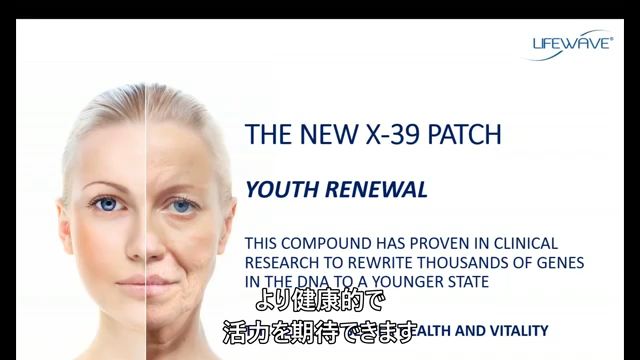 LIFEWAVE®
THE NEW X-39 PATCH
YOUTH RENEWAL
THIS COMPOUND HAS PROVEN IN CLINICAL
RESEARCH TO REWRITE THOUSANDS OF GENES
IN THE DNA TO A YOUNGER STATE
より健康的で
活力を期待できます
HEALTH AND VITALITY